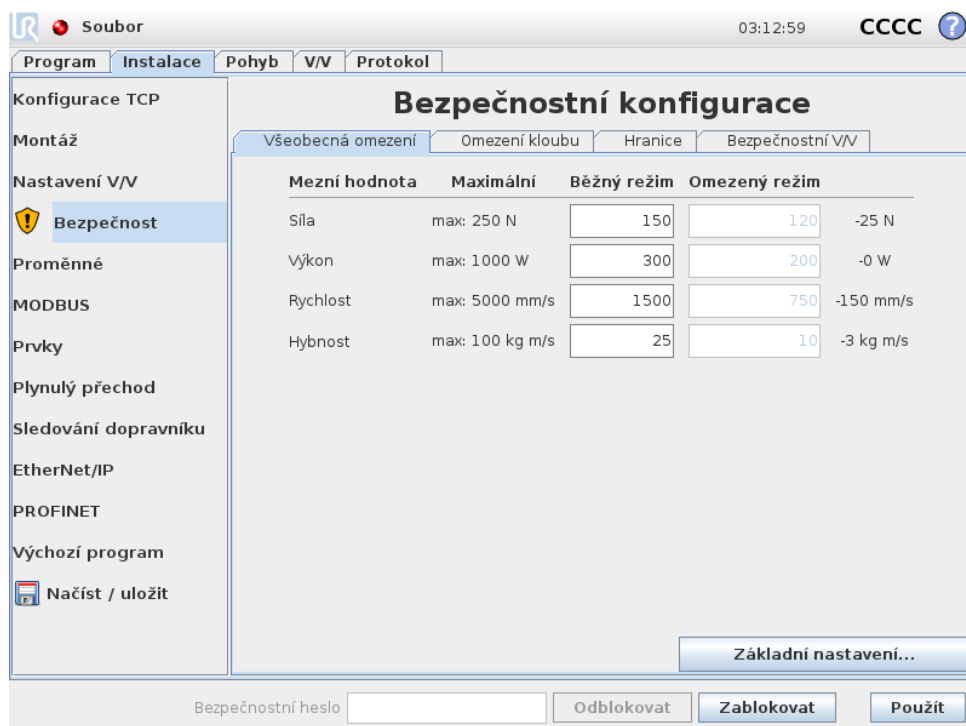 UR Soubor 03:12:59 CCCC ?
Program Instalace Pohyb V/V Protokol
Konfigurace TCP
Montáž
Nastavení V/V
Bezpečnost
Proměnné
MODBUS
Prvky
Plynulý přechod
Sledování dopravníku
EtherNet/IP
PROFINET
Výchozí program
Načíst / uložit
Bezpečnostní konfigurace
Všeobecná omezení Omezení kloubu Hranice Bezpečnostní V/V
Mezní hodnota Maximální Běžný režim Omezený režim
Síla max: 250 N 150 120 -25 N
Výkon max: 1000 W 300 200 -0 W
Rychlost max: 5000 mm/s 1500 750 -150 mm/s
Hybnost max: 100 kg m/s 25 10 -3 kg m/s
Základní nastavení...
Bezpečnostní heslo Odblokovat Zablokovat Použít